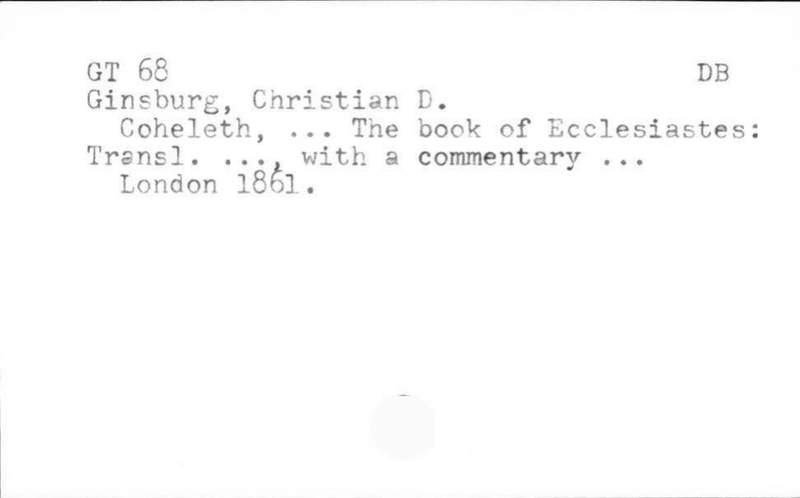 GT 68 DB
Ginsburg, Christian D.
Coheleth, ... The book of Ecclesiastes:
Transl. ..., with a commentary ...
London 1861.